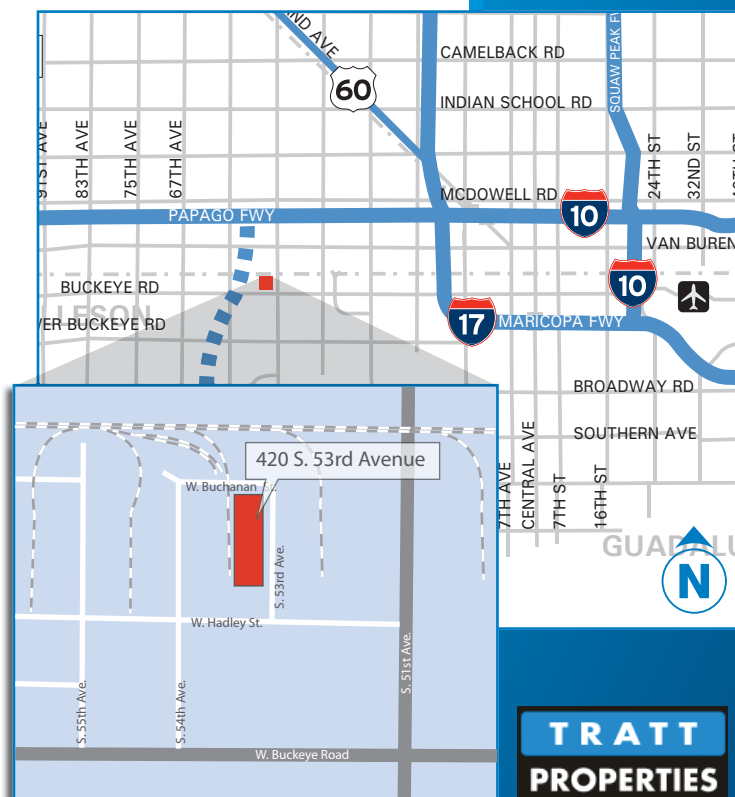 CAMELBACK RD
60
INDIAN SCHOOL RD
SQUAW PEAK
91ST AVE
83TH AVE
75TH AVE
67TH AVE
24TH ST
32ND ST
MCDOWELL RD
PAPAGO FWY
10
VAN BUREN
BUCKEYE RD
10
BUCKEYE RD
17
MARICOPA FWY
BROADWAY RD
SOUTHERN AVE
7TH AVE
CENTRAL AVE
7TH ST
16TH ST
N
420 S. 53rd Avenue
W. Buchanan St.
S. 53rd Ave.
W. Hadley St.
S. 51st Ave.
S. 55th Ave.
S. 54th Ave.
W. Buckeye Road
TRATT
PROPERTIES